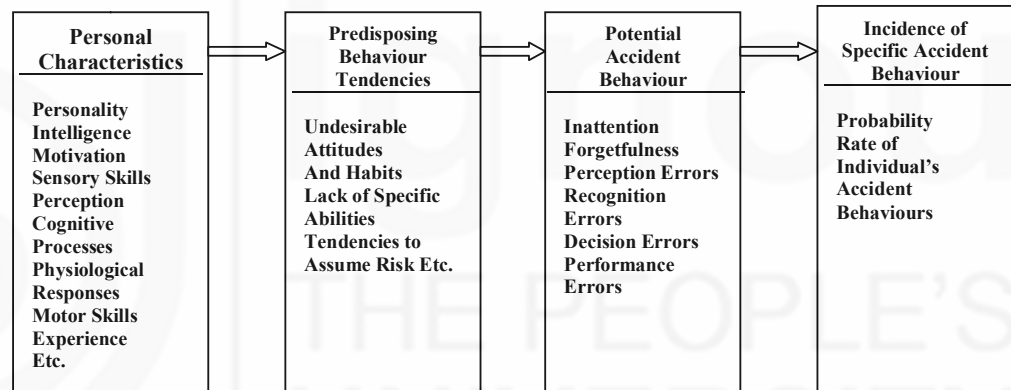 Personal
Characteristics
Personality
Intelligence
Motivation
Sensory Skills
Perception
Cognitive
Processes
Physiological
Responses
Motor Skills
Experience
Etc.
Predisposing
Behaviour
Tendencies
Undesirable
Attitudes
And Habits
Lack of Specific
Abilities
Tendencies to
Assume Risk Etc.
Potential
Accident
Behaviour
Inattention
Forgetfulness
Perception Errors
Recognition
Errors
Decision Errors
Performance
Errors
Incidence of
Specific Accident
Behaviour
Probability
Rate of
Individual's
Accident
Behaviours
THE PEOPLE'S